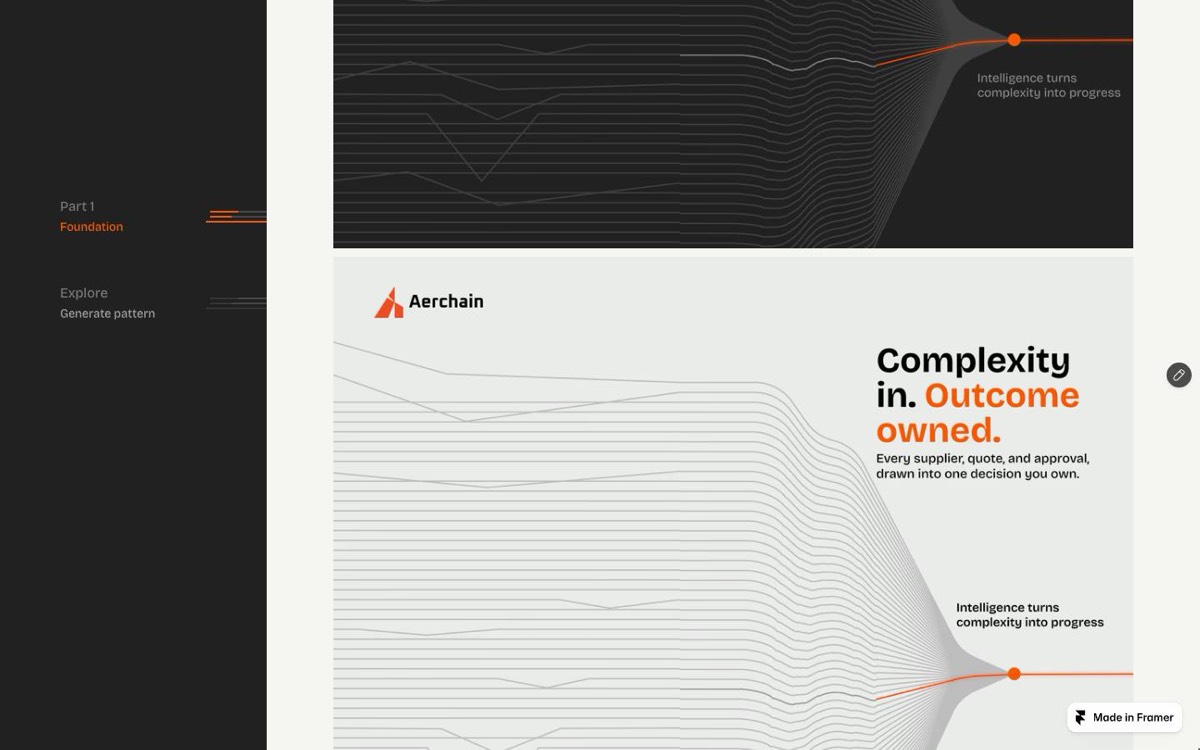 Part 1
Foundation
Explore
Generate pattern
Intelligence turns
complexity into progress
Aerchain
Complexity
in. Outcome
owned.
Every supplier, quote, and approval,
drawn into one decision you own.
Intelligence turns
complexity into progress
Made in Framer